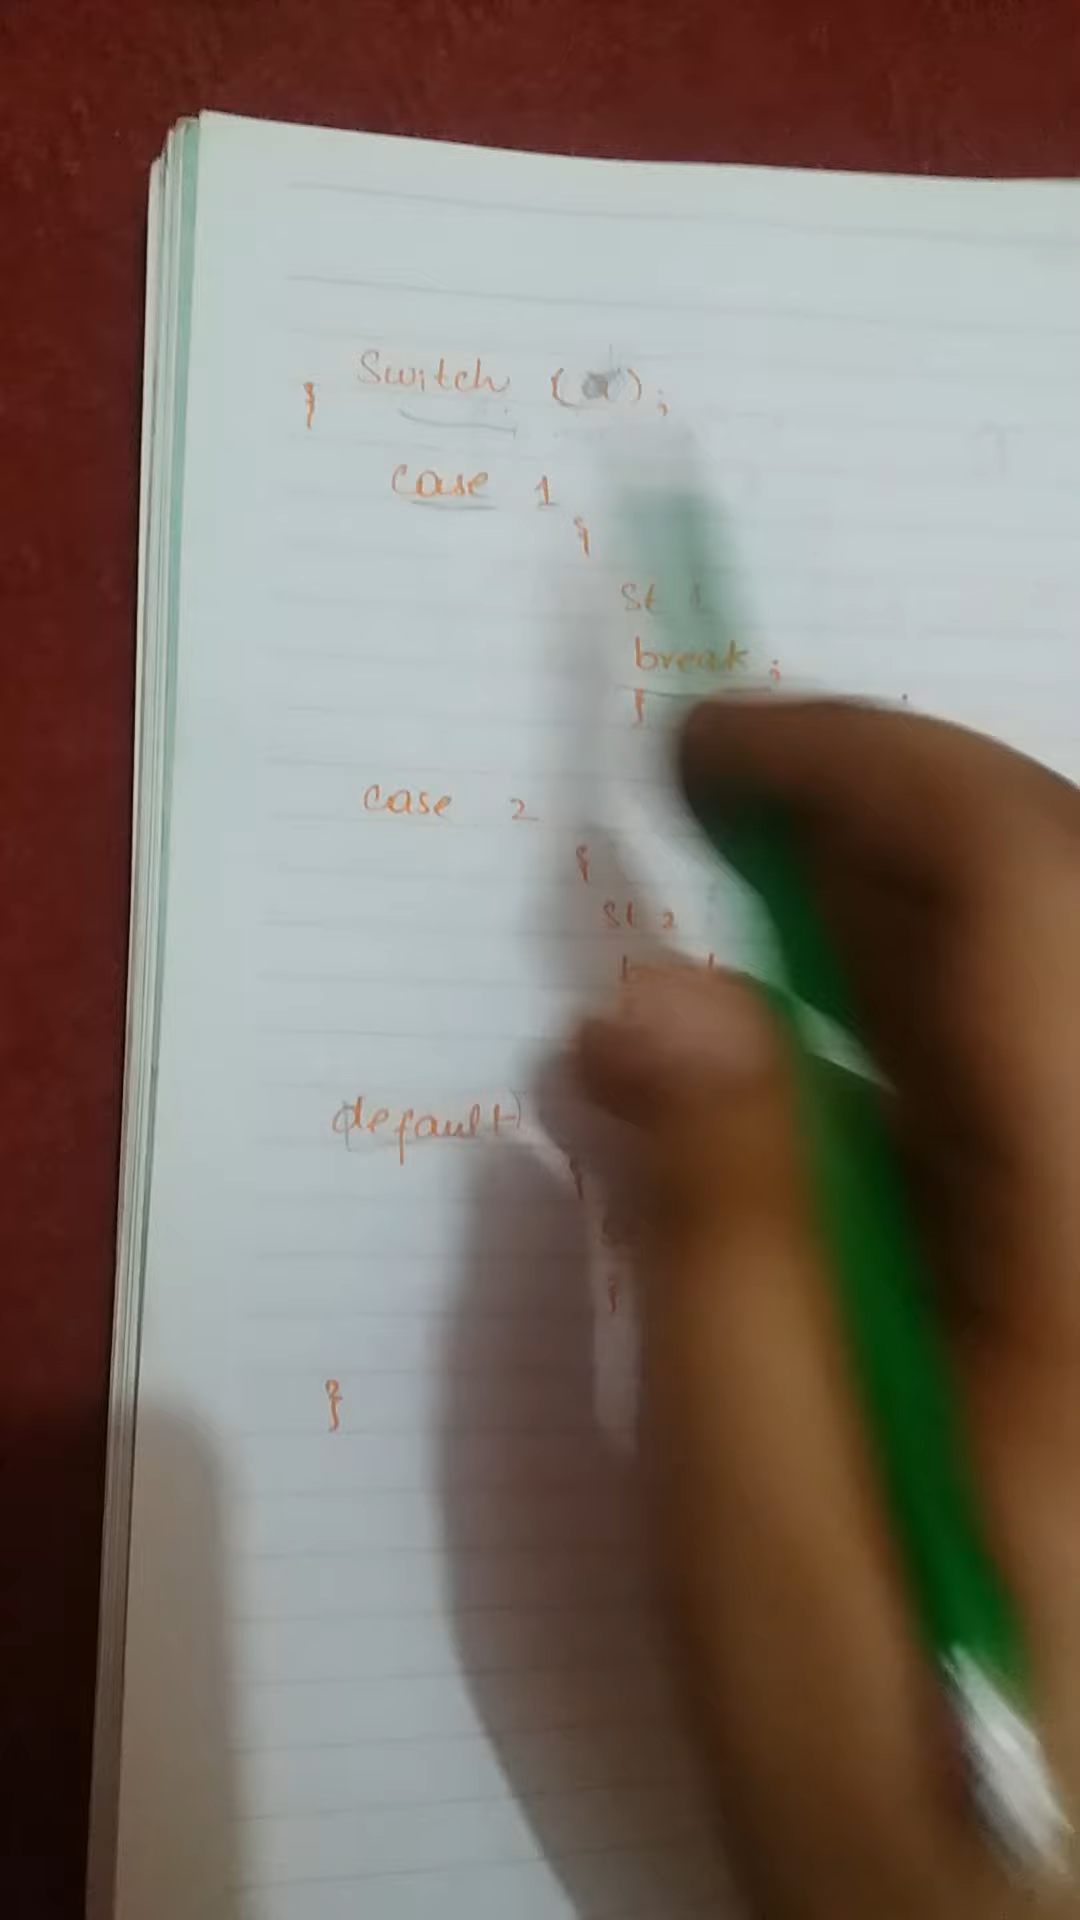 Switch (a);
{
case 1
{
St 1
break;
}
case 2
{
St 2
default
}
}